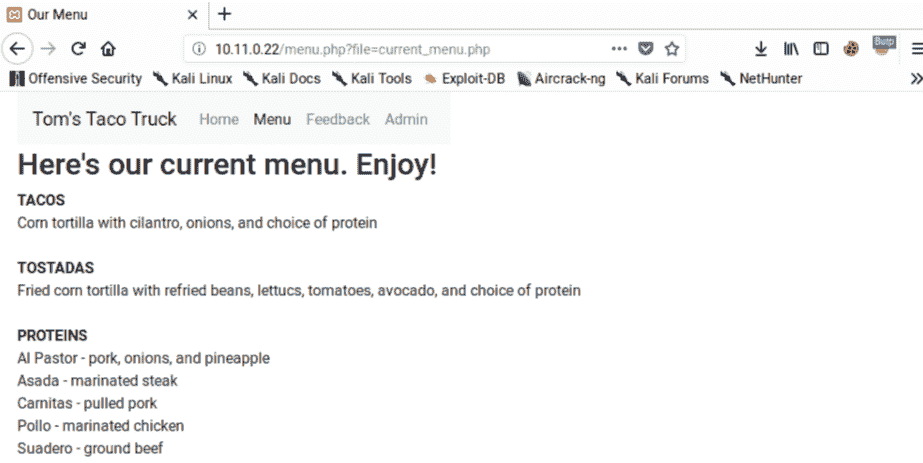 Our Menu
10.11.0.22/menu.php?file=current_menu.php
Burp
Offensive Security Kali Linux Kali Docs Kali Tools Exploit-DB Aircrack-ng Kali Forums NetHunter
Tom's Taco Truck Home Menu Feedback Admin
Here's our current menu. Enjoy!
TACOS
Corn tortilla with cilantro, onions, and choice of protein
TOSTADAS
Fried corn tortilla with refried beans, lettucs, tomatoes, avocado, and choice of protein
PROTEINS
Al Pastor - pork, onions, and pineapple
Asada - marinated steak
Carnitas - pulled pork
Pollo - marinated chicken
Suadero - ground beef